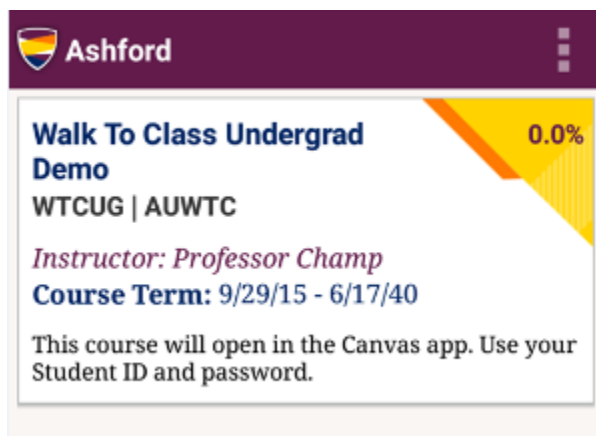 Ashford
Walk To Class Undergrad
0.0%
Demo
WTCUG | AUWTC
Instructor: Professor Champ
Course Term: 9/29/15 - 6/17/40
This course will open in the Canvas app. Use your
Student ID and password.